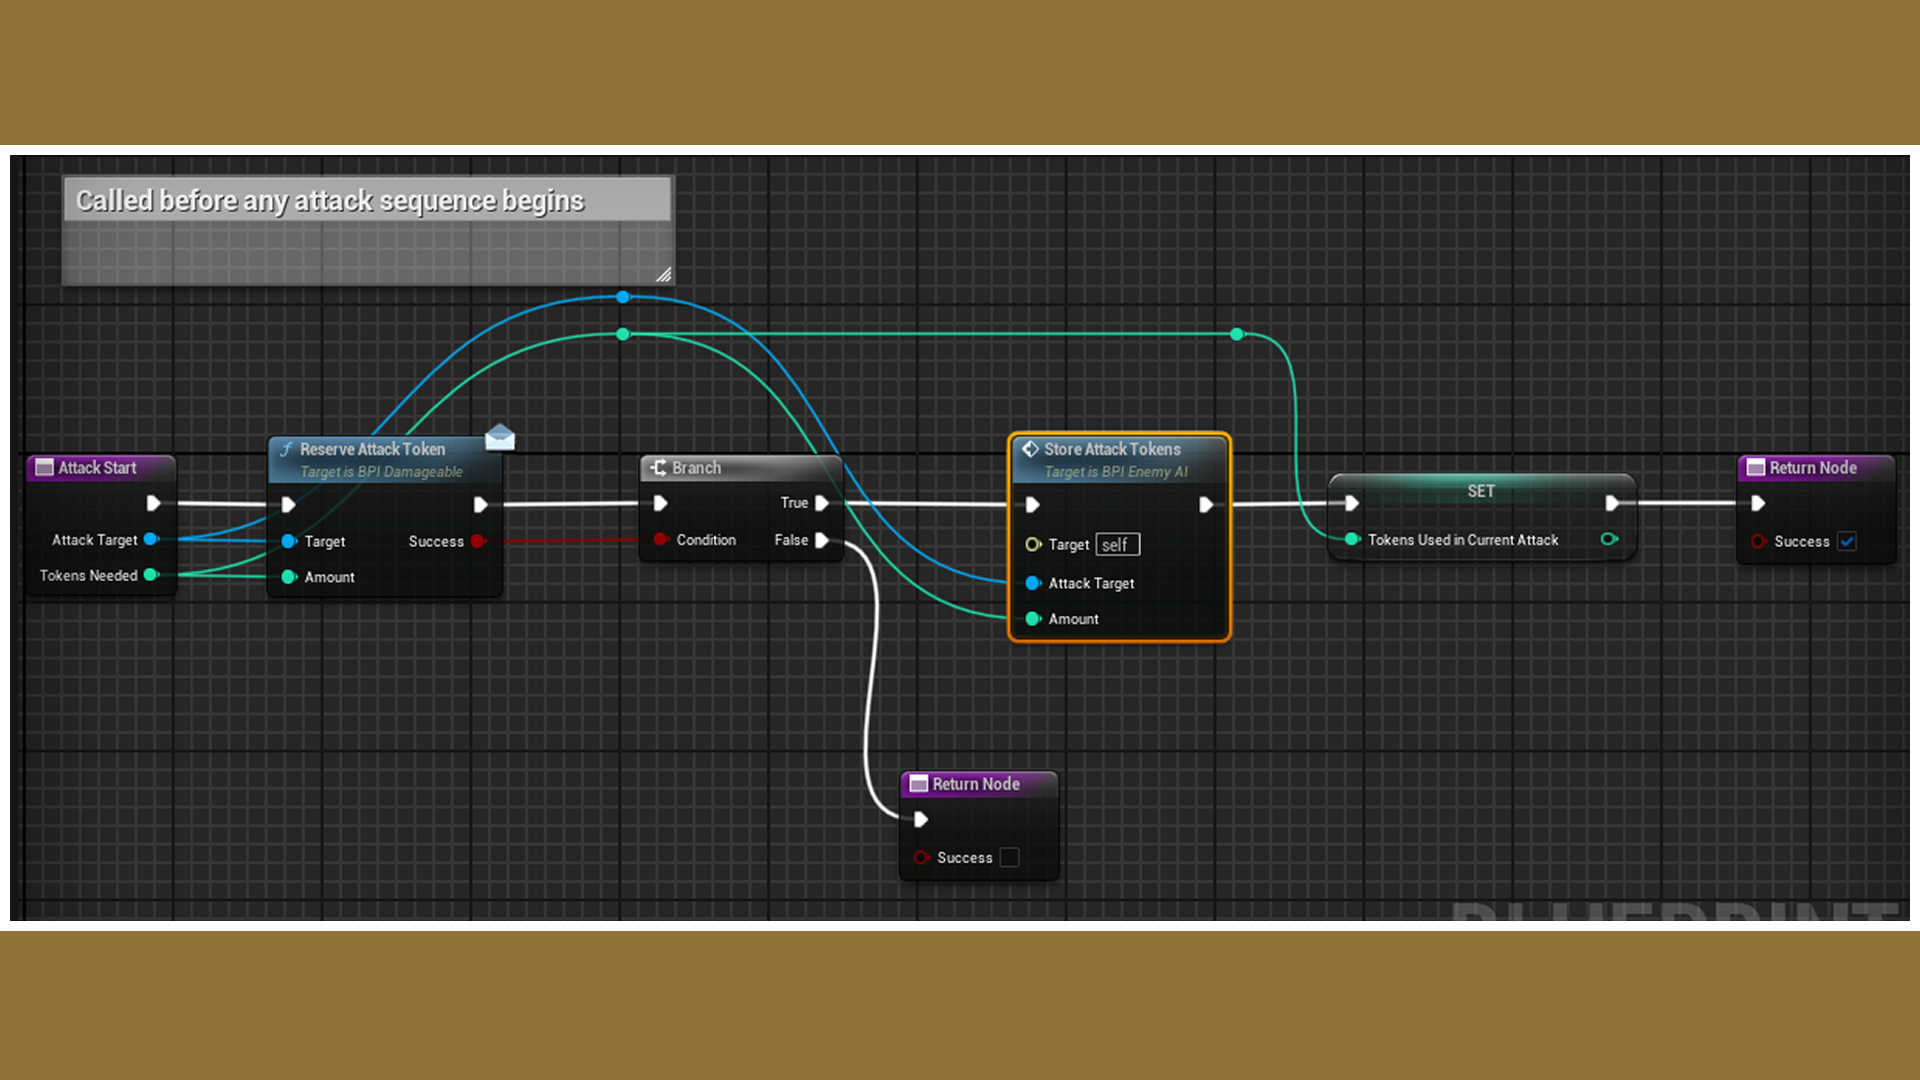 Called before any attack sequence begins
Attack Start
Attack Target
Tokens Needed
Reserve Attack Token
Target is BPI Damageable
Target
Success
Amount
Branch
True
Condition
False
Store Attack Tokens
Target is BPI Enemy AI
Target self
Attack Target
Amount
SET
Tokens Used in Current Attack
Return Node
Success
Return Node
Success
BLUEPRINT